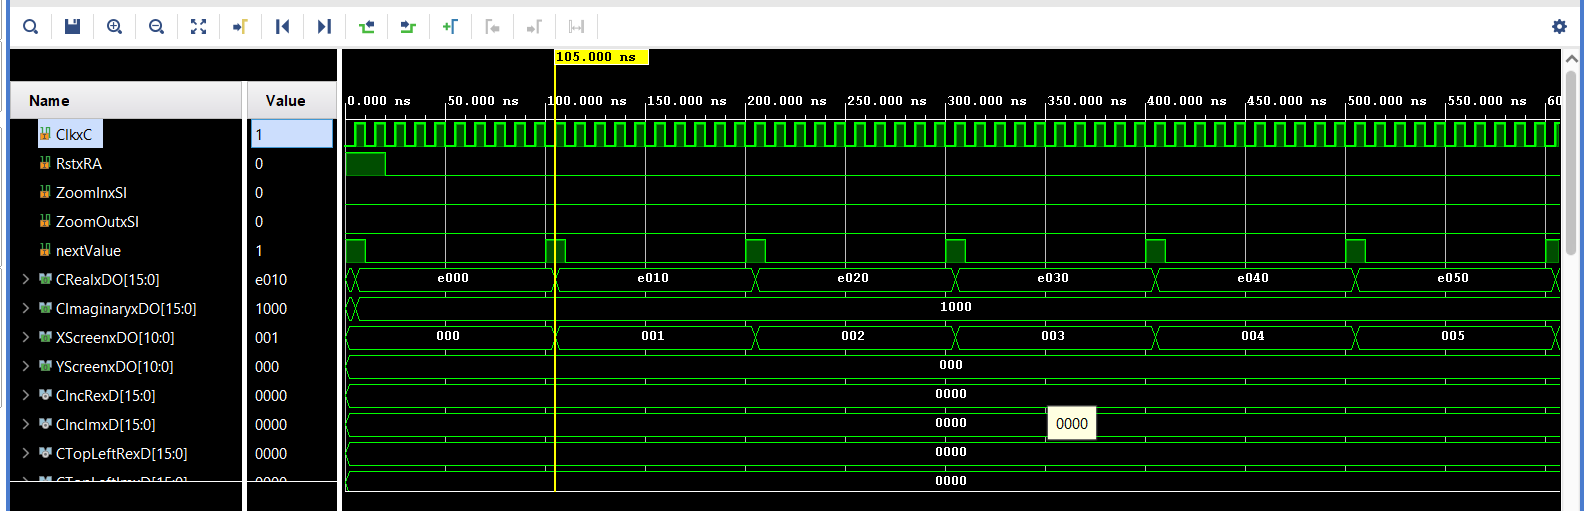 105.000 ns
Name Value
0.000 ns 50.000 ns 100.000 ns 150.000 ns 200.000 ns 250.000 ns 300.000 ns 350.000 ns 400.000 ns 450.000 ns 500.000 ns 550.000 ns 60
ClkxC 1
RstxRA 0
ZoomInxSI 0
ZoomOutxSI 0
nextValue 1
CRealxDO[15:0] e010 e000 e010 e020 e030 e040 e050
CImaginaryxDO[15:0] 1000 1000
XScreenxDO[10:0] 001 000 001 002 003 004 005
YScreenxDO[10:0] 000 000
CIncRexD[15:0] 0000 0000
CIncImxD[15:0] 0000 0000 0000
CTopLeftRexD[15:0] 0000 0000
CTopLeftImxD[15:0] 0000 0000